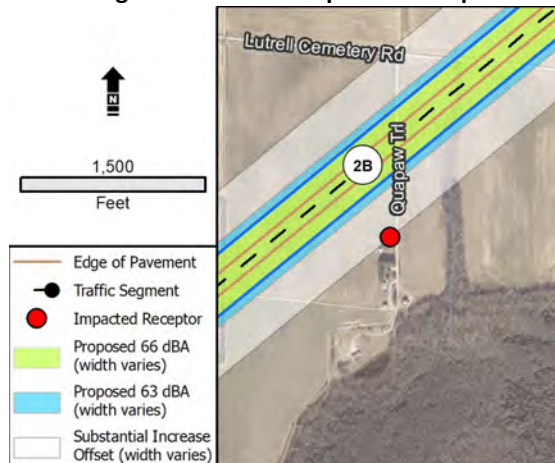 Lutrell Cemetery Rd
N
1,500
Feet
2B
Quapaw Trl
Edge of Pavement
Traffic Segment
Impacted Receptor
Proposed 66 dBA
(width varies)
Proposed 63 dBA
(width varies)
Substantial Increase
Offset (width varies)